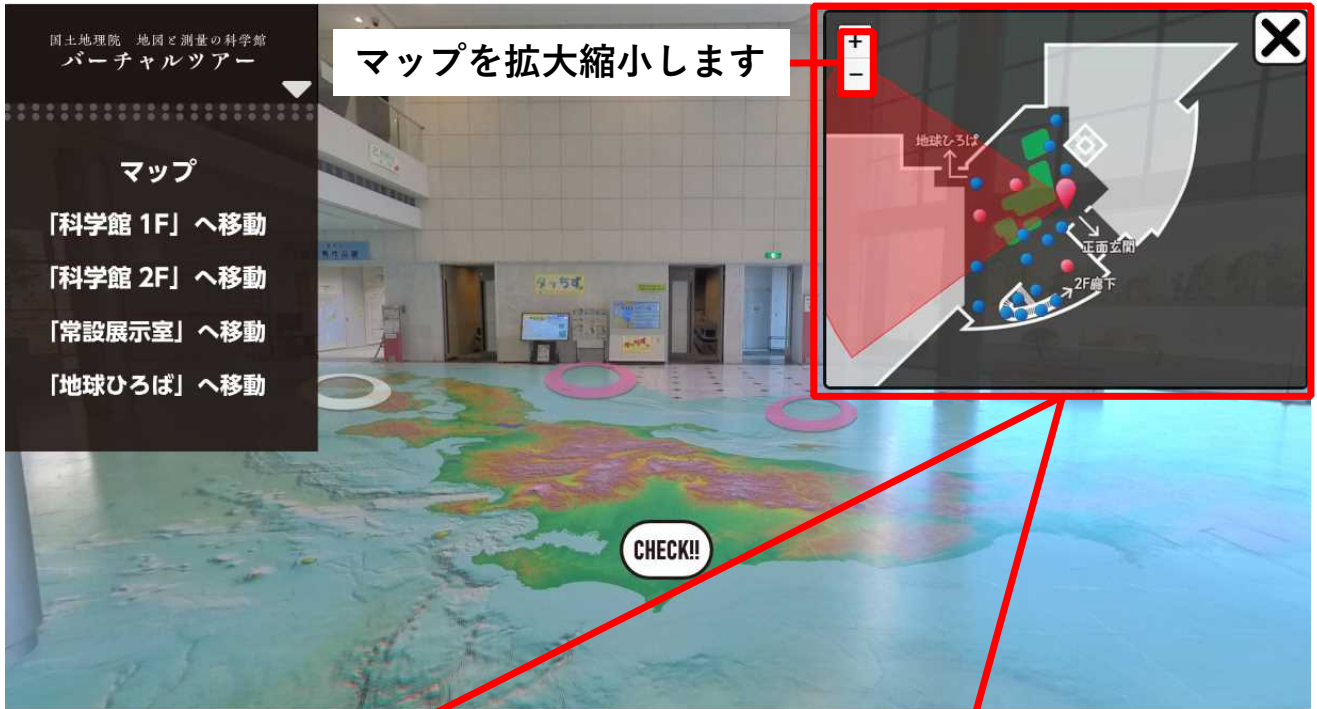 国土地理院 地図と測量の科学館
バーチャルツアー
マップ
「科学館 1F」へ移動
「科学館 2F」へ移動
「常設展示室」へ移動
「地球ひろば」へ移動
マップを拡大縮小します
+
−
地球ひろば
正面玄関
2F廊下
タッちず
CHECK!!